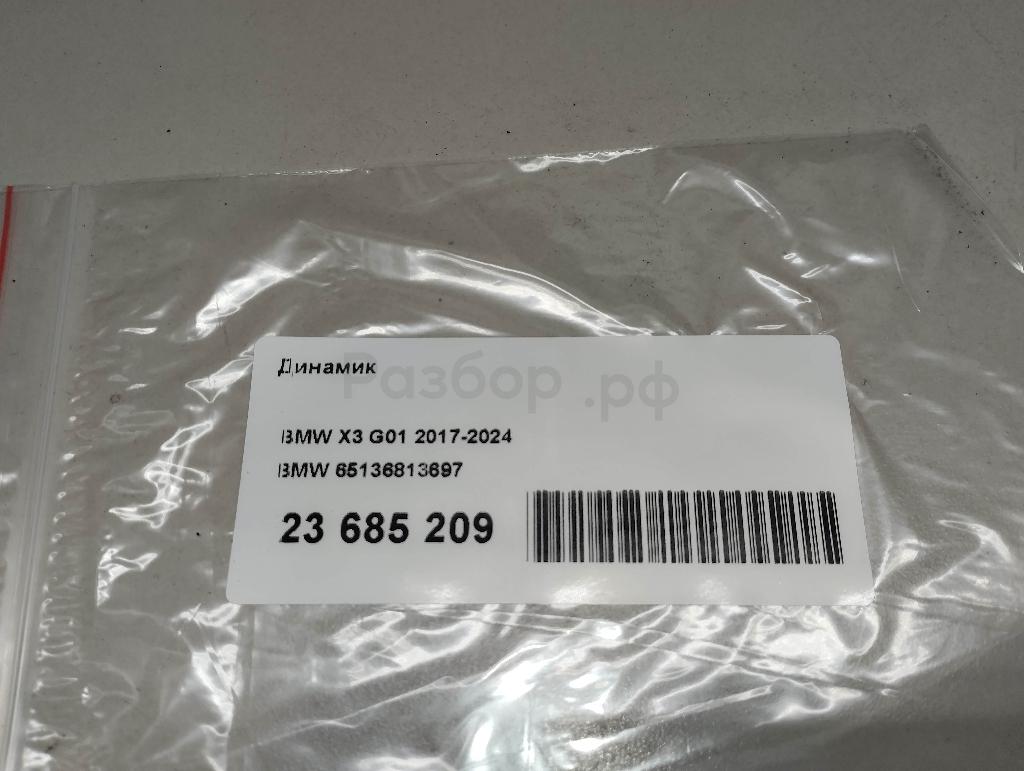 Динамик
Разбор.рф
BMW X3 G01 2017-2024
BMW 65136813697
23 685 209